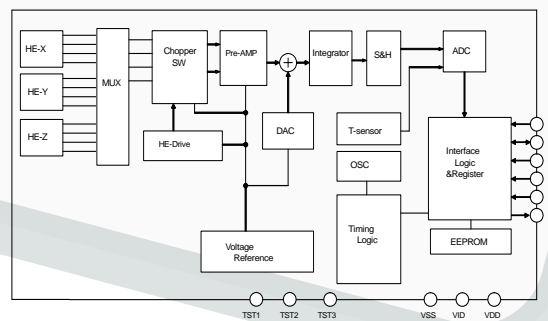 HE-X
HE-Y
HE-Z
MUX
Chopper
SW
HE-Drive
Pre-AMP
DAC
Integrator
S&H
ADC
T-sensor
OSC
Timing
Logic
Interface
Logic
&Register
EEPROM
Voltage
Reference
TST1 TST2 TST3 VSS VID VDD